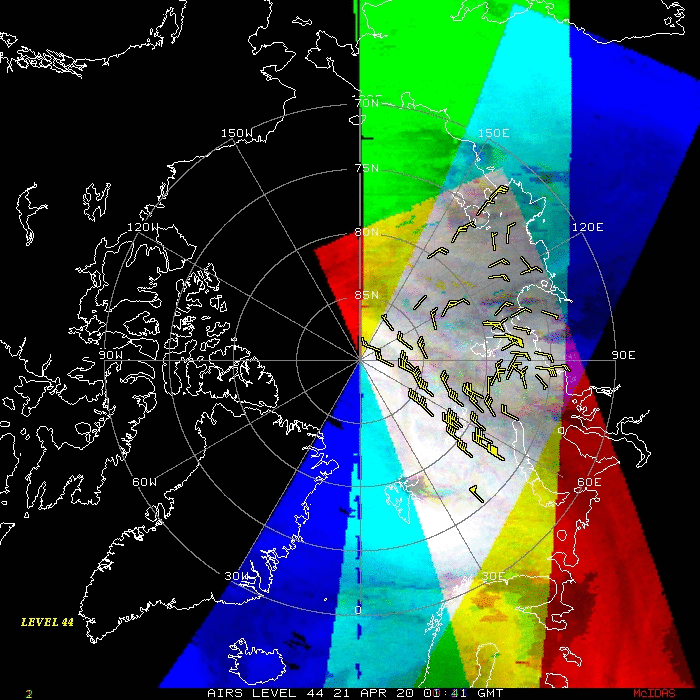 70N
150W 150E
75N
120W 80N 120E
85N
90W 90E
60W 60E
30W 30E
0
LEVEL 44
2 AIRS LEVEL 44 21 APR 20 01:41 GMT McIDAS